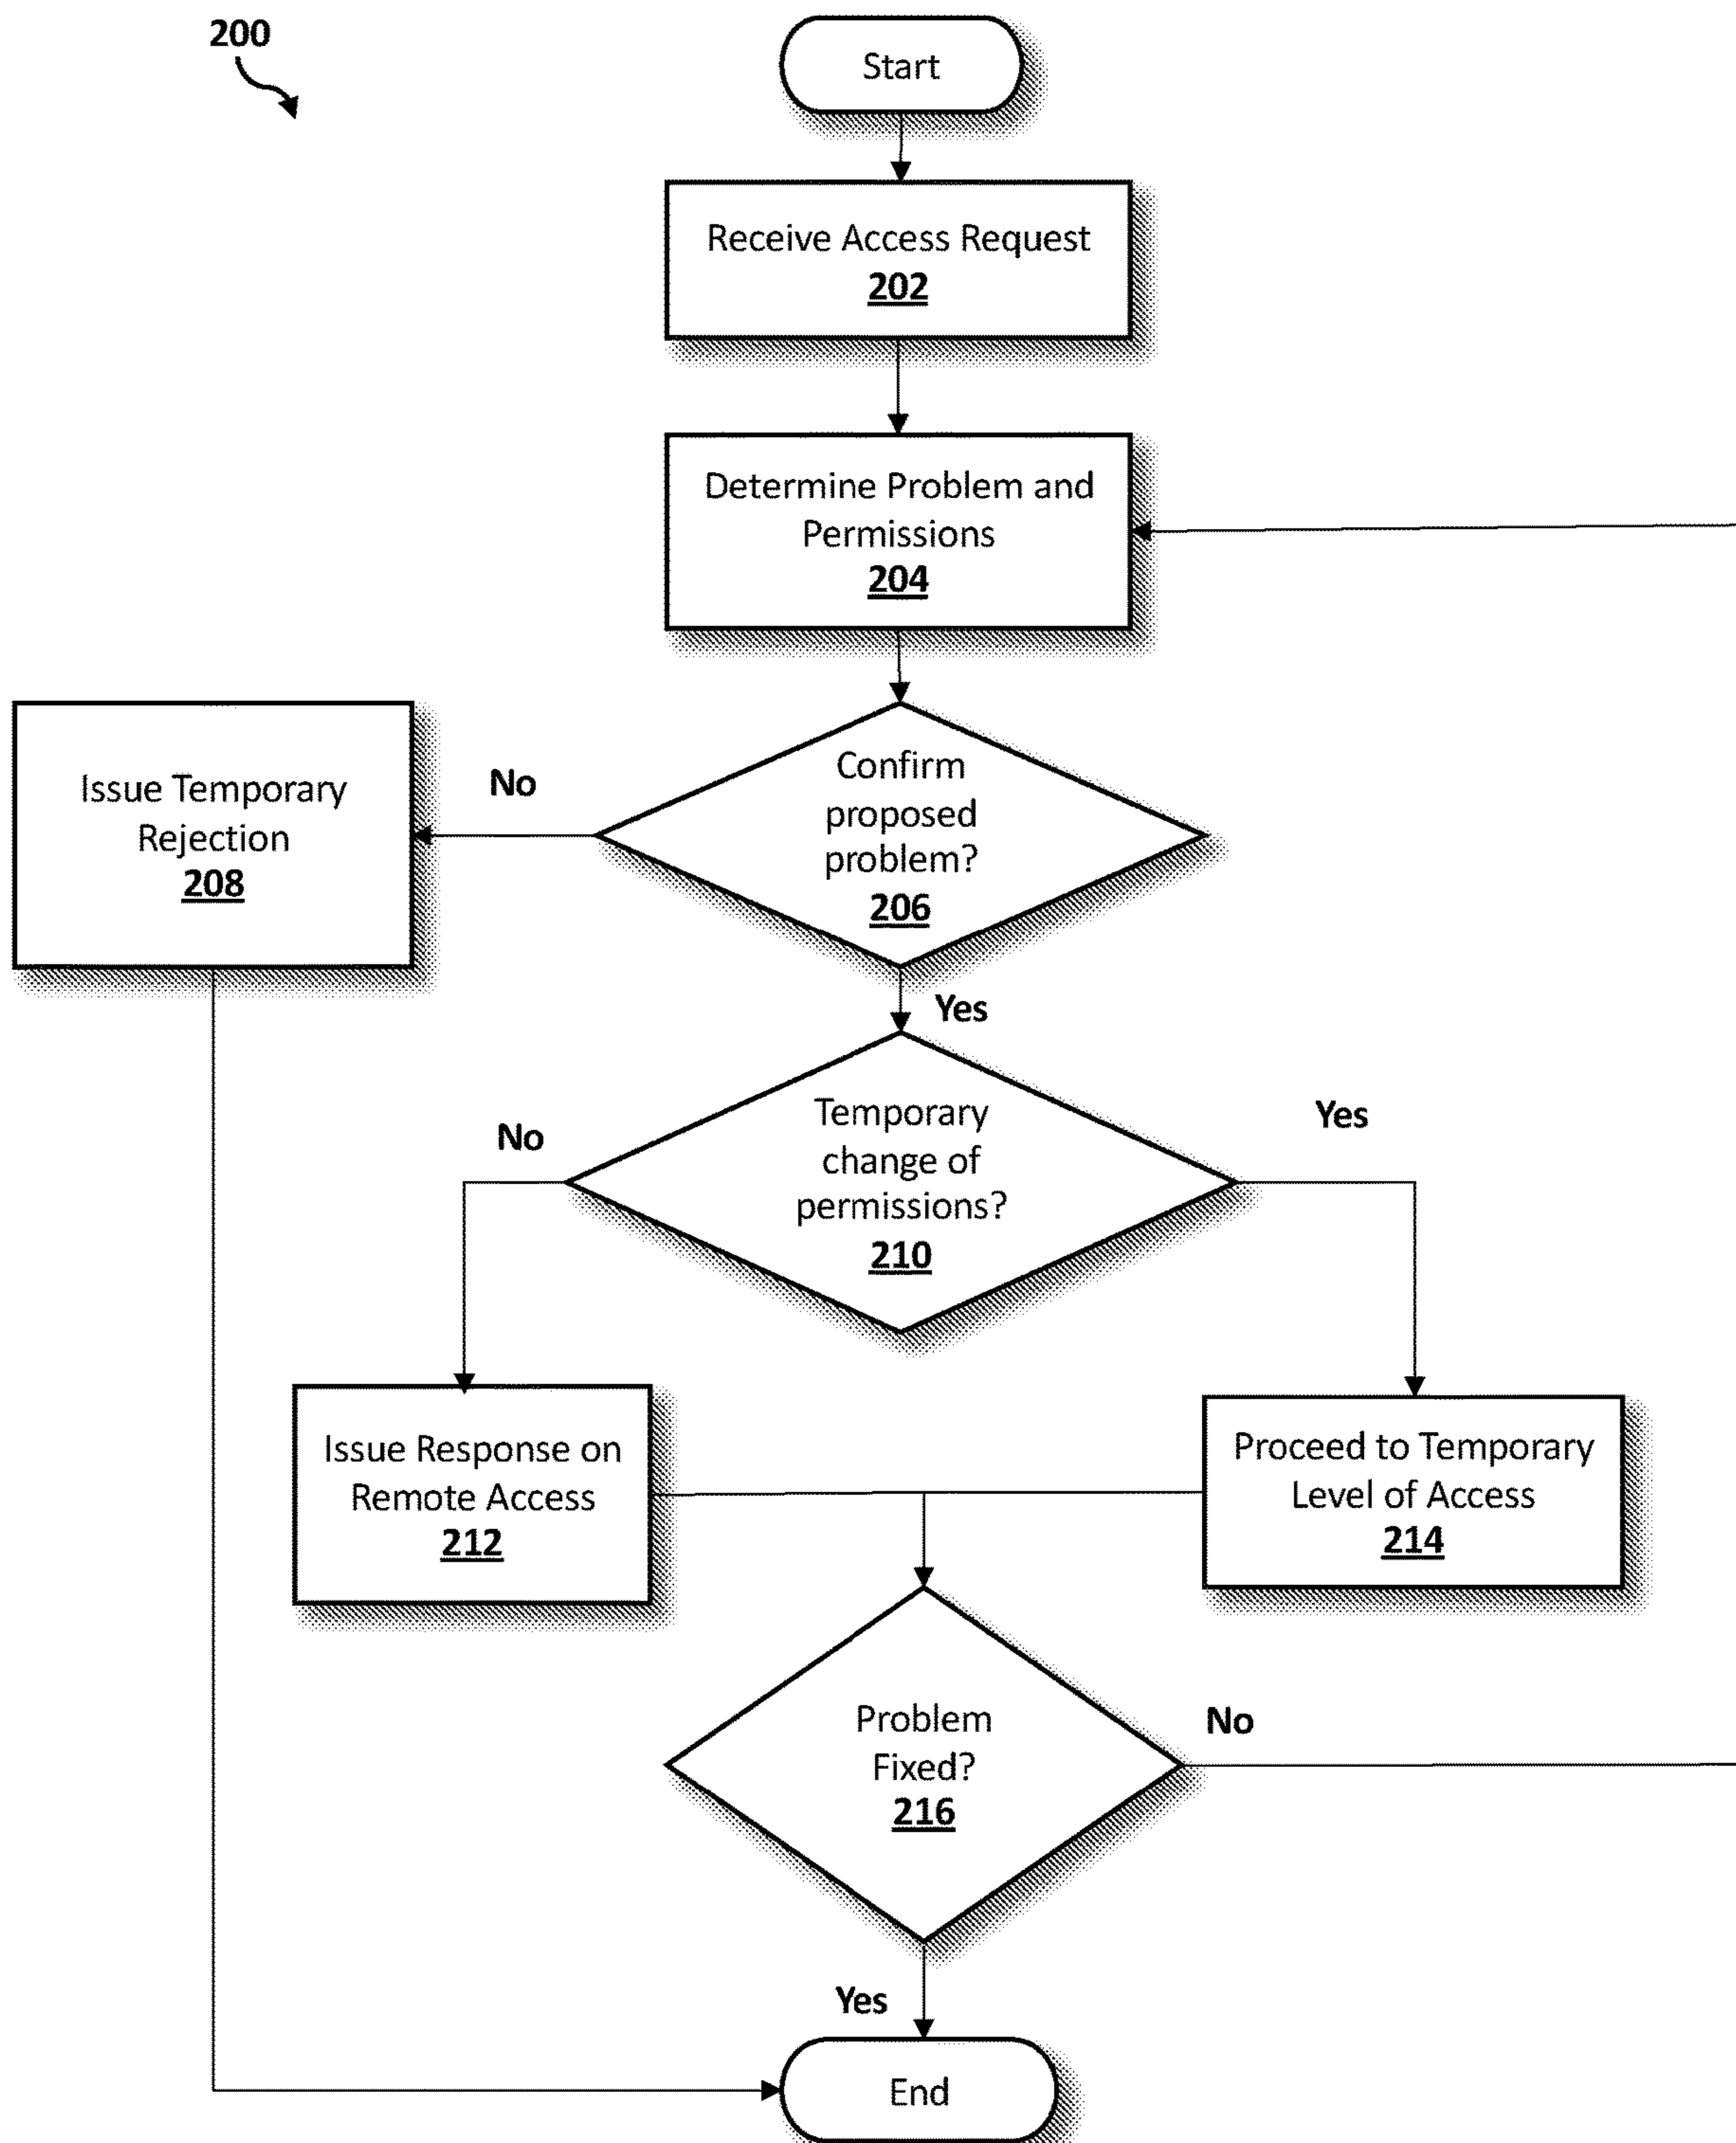 200
Start
Receive Access Request
202
Determine Problem and
Permissions
204
Confirm
proposed
problem?
206
No
Issue Temporary
Rejection
208
Yes
Temporary
change of
permissions?
210
No
Yes
Issue Response on
Remote Access
212
Proceed to Temporary
Level of Access
214
Problem
Fixed?
216
No
Yes
End